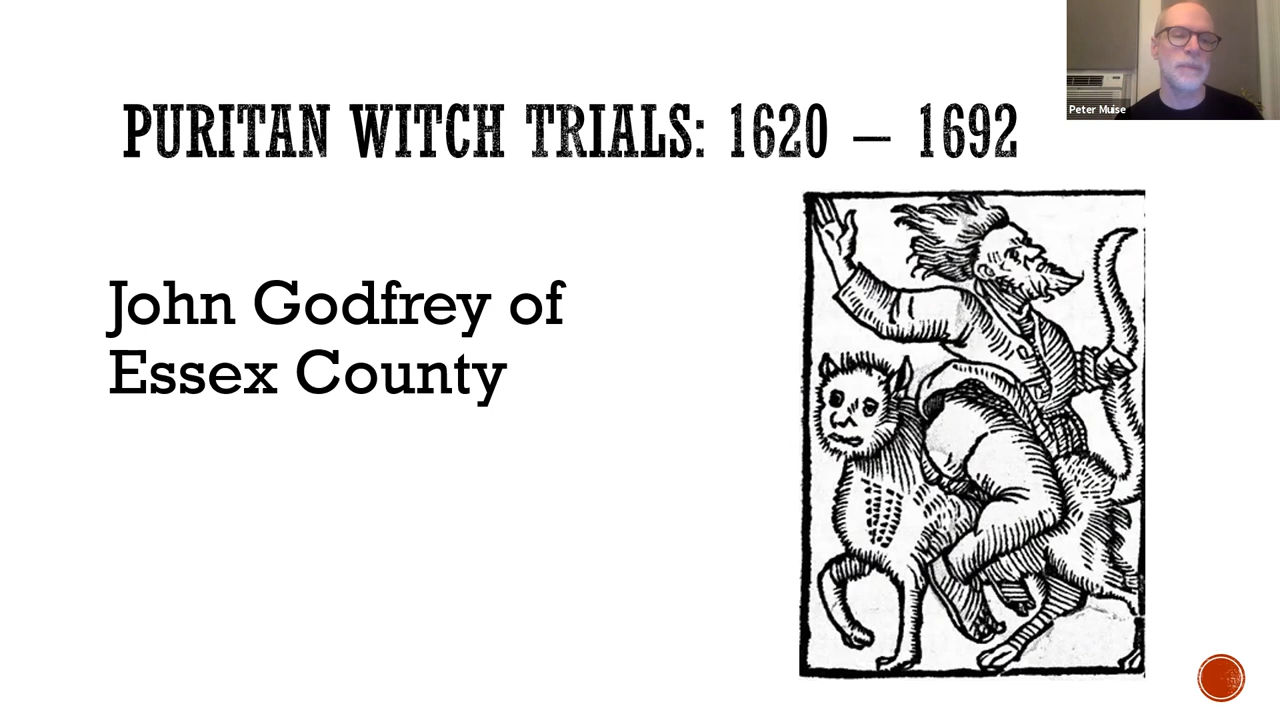 PURITAN WITCH TRIALS: 1620 – 1692
Peter Muise
John Godfrey of
Essex County